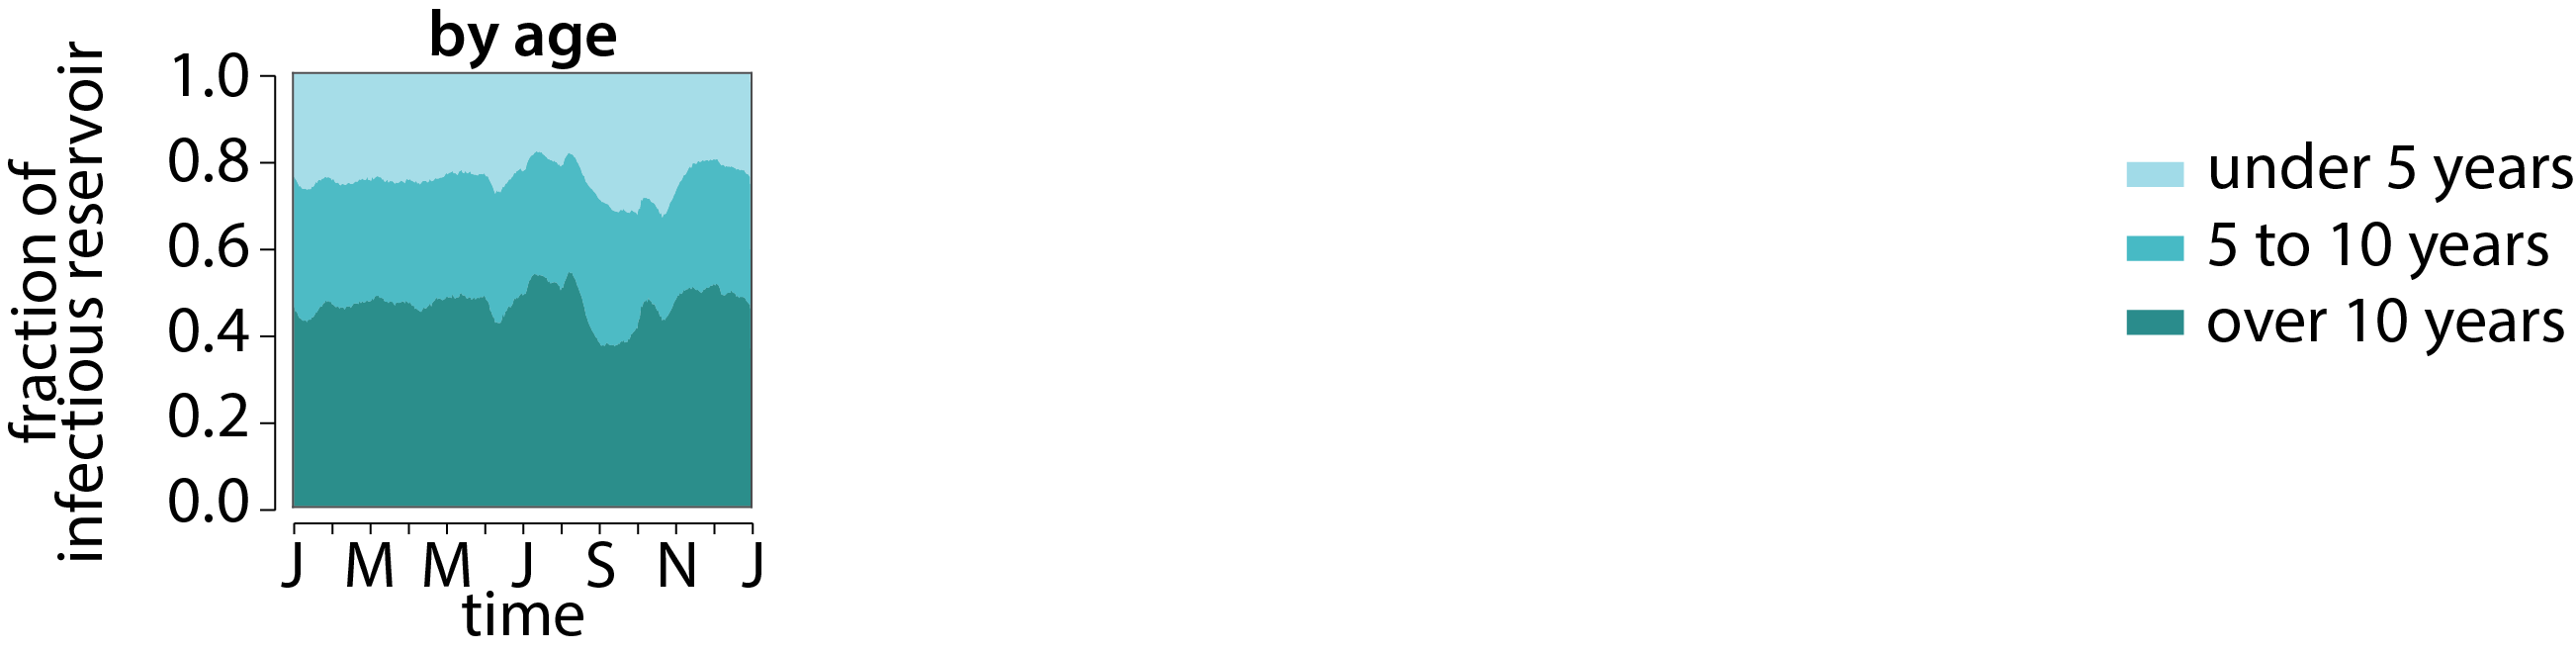 by age
fraction of
infectious reservoir
1.0
0.8
0.6
0.4
0.2
0.0
J M M J S N J
time
under 5 years
5 to 10 years
over 10 years